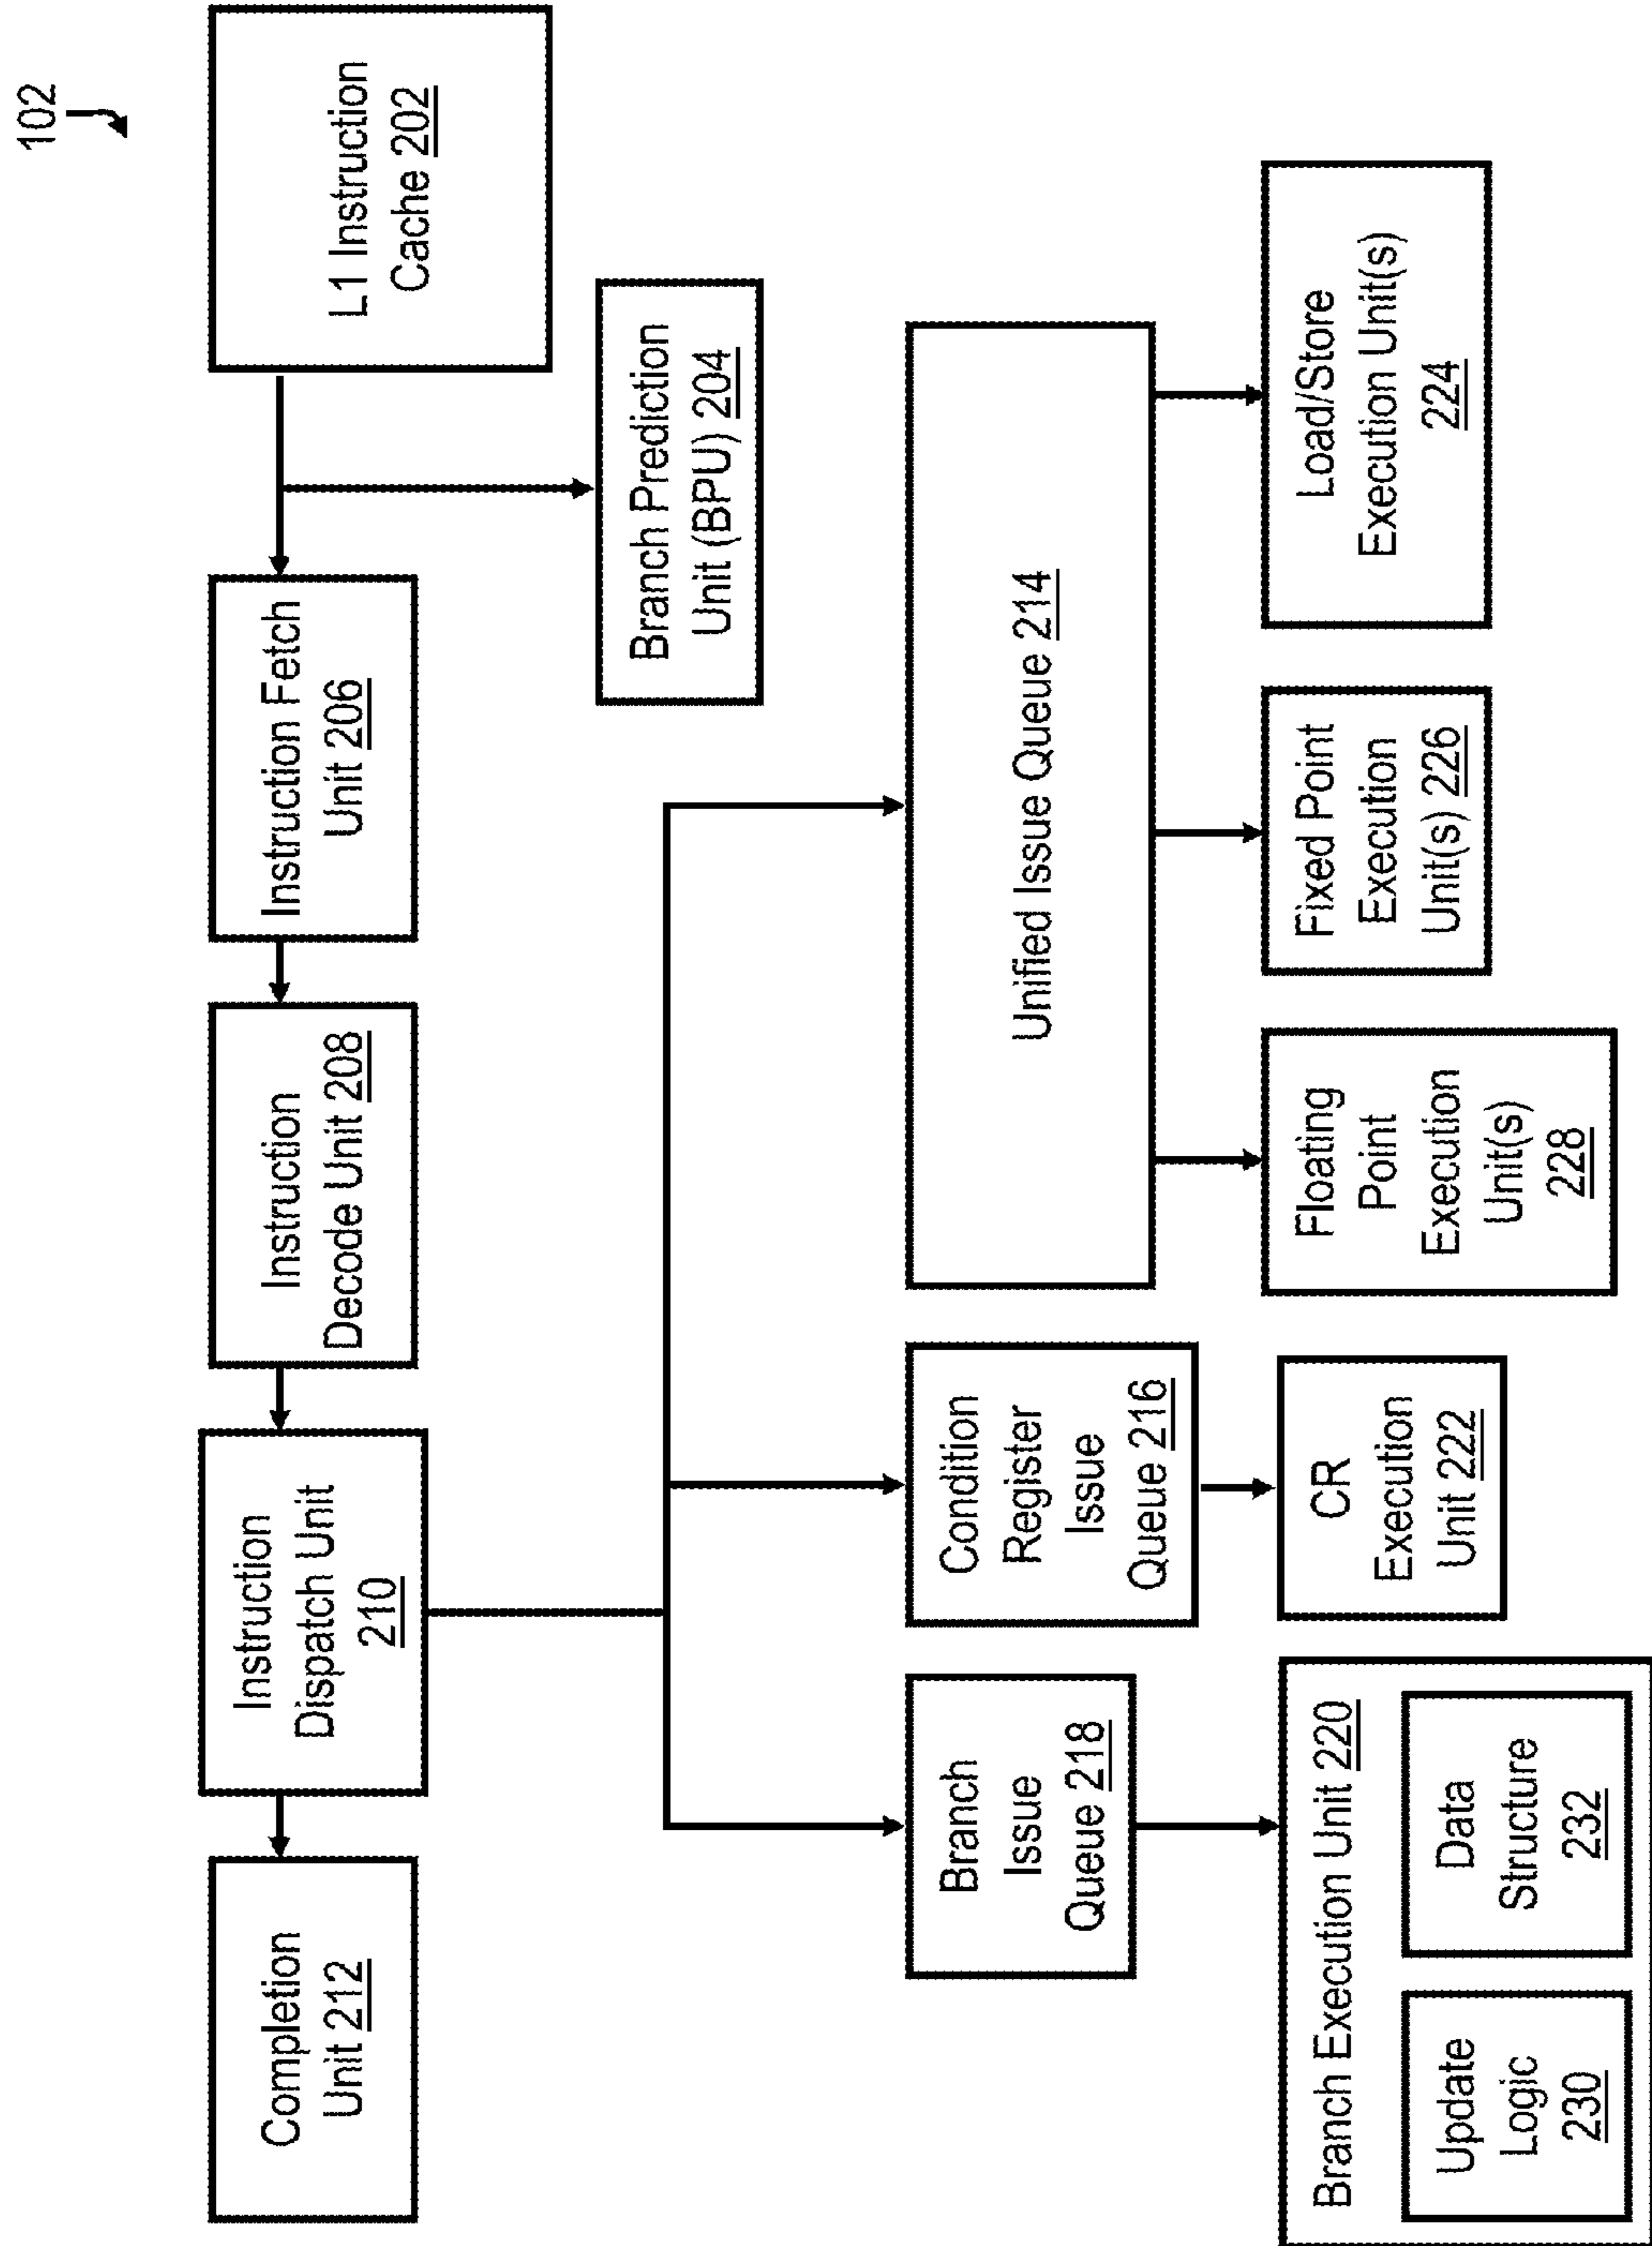 102
L1 Instruction
Cache 202
Branch Prediction
Unit (BPU) 204
Instruction Fetch
Unit 206
Instruction
Decode Unit 208
Instruction
Dispatch Unit
210
Completion
Unit 212
Unified Issue Queue 214
Condition
Register
Issue
Queue 216
Branch
Issue
Queue 218
Load/Store
Execution Unit(s)
224
Fixed Point
Execution
Unit(s) 226
Floating
Point
Execution
Unit(s)
228
CR
Execution
Unit 222
Branch Execution Unit 220
Update
Logic
230
Data
Structure
232